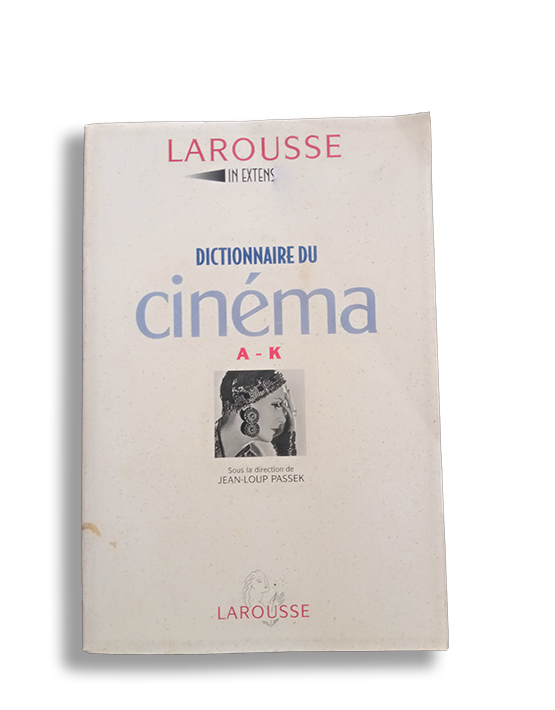 LAROUSSE
IN EXTENS
DICTIONNAIRE DU
cinéma
A - K
Sous la direction de
JEAN-LOUP PASSEK
LAROUSSE